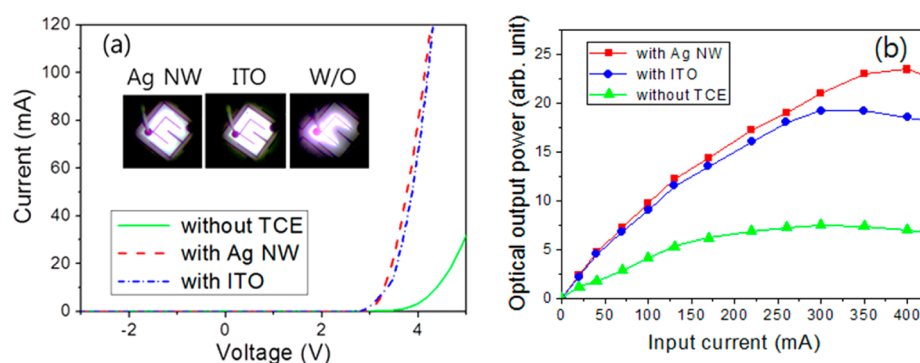 (a)
Ag NW ITO W/O
Current (mA)
120
100
80
60
40
20
0
without TCE
with Ag NW
with ITO
-2 0 2 4
Voltage (V)
(b)
Optical output power (arb. unit)
25
20
15
10
5
0
with Ag NW
with ITO
without TCE
0 50 100 150 200 250 300 350 400
Input current (mA)